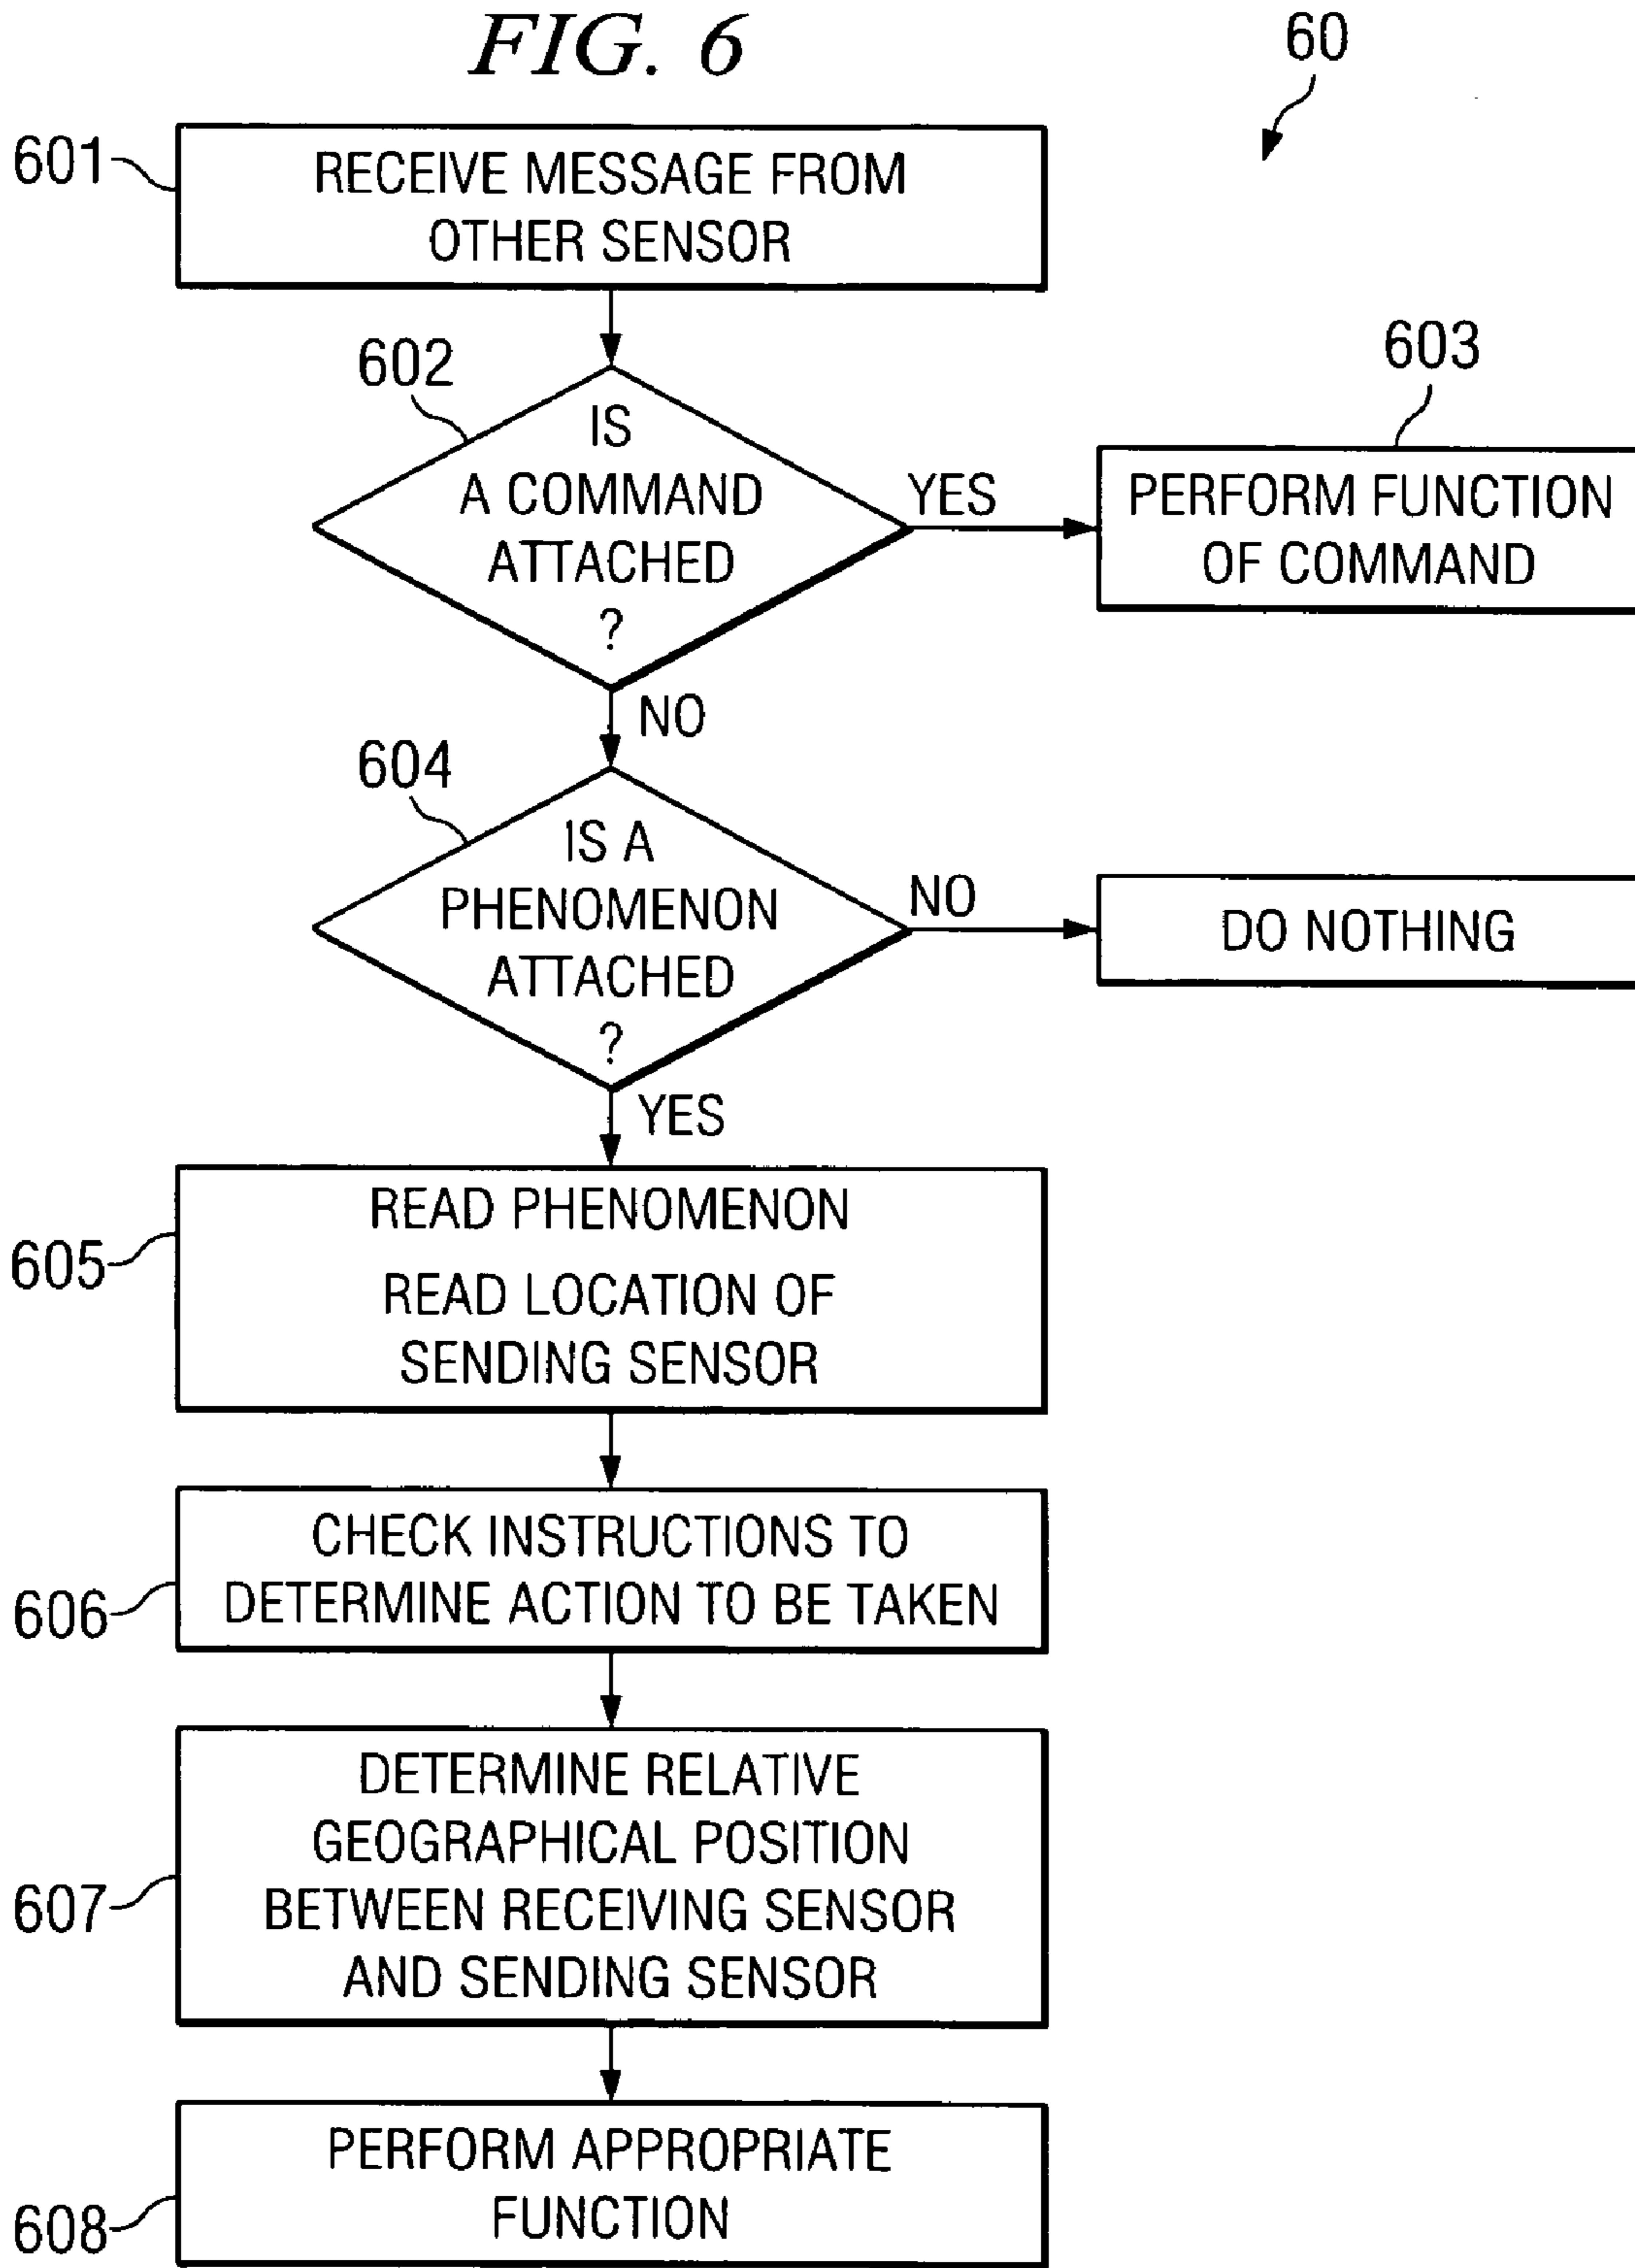 FIG. 6
60
601
RECEIVE MESSAGE FROM
OTHER SENSOR
602
IS
A COMMAND
ATTACHED
?
YES
603
PERFORM FUNCTION
OF COMMAND
NO
604
IS A
PHENOMENON
ATTACHED
?
NO
DO NOTHING
YES
605
READ PHENOMENON
READ LOCATION OF
SENDING SENSOR
606
CHECK INSTRUCTIONS TO
DETERMINE ACTION TO BE TAKEN
607
DETERMINE RELATIVE
GEOGRAPHICAL POSITION
BETWEEN RECEIVING SENSOR
AND SENDING SENSOR
608
PERFORM APPROPRIATE
FUNCTION